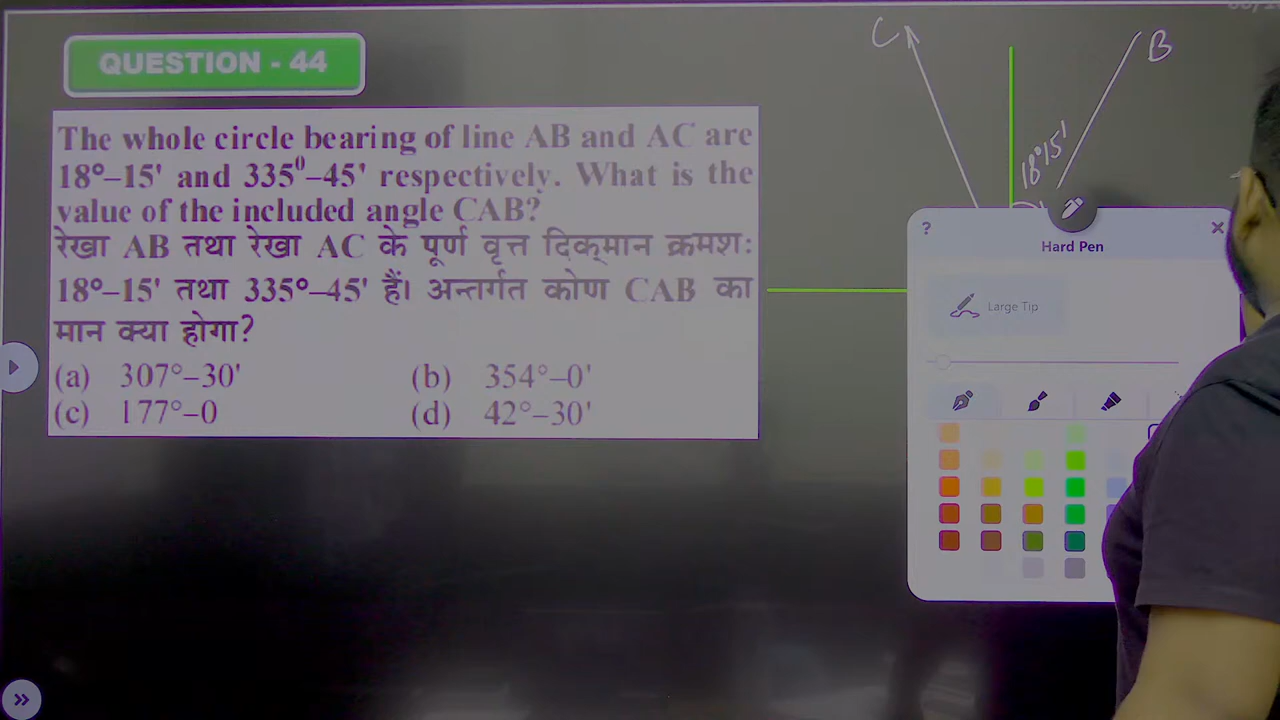 QUESTION - 44
The whole circle bearing of line AB and AC are
18°–15' and 335⁰–45' respectively. What is the
value of the included angle CAB?
रेखा AB तथा रेखा AC के पूर्ण वृत्त दिक्‌मान क्रमशः
18°–15' तथा 335°–45' हैं। अन्तर्गत कोण CAB का
मान क्या होगा?
(a) 307°–30' (b) 354°–0'
(c) 177°–0 (d) 42°–30'
C
B
18°15'
?
Hard Pen
Large Tip